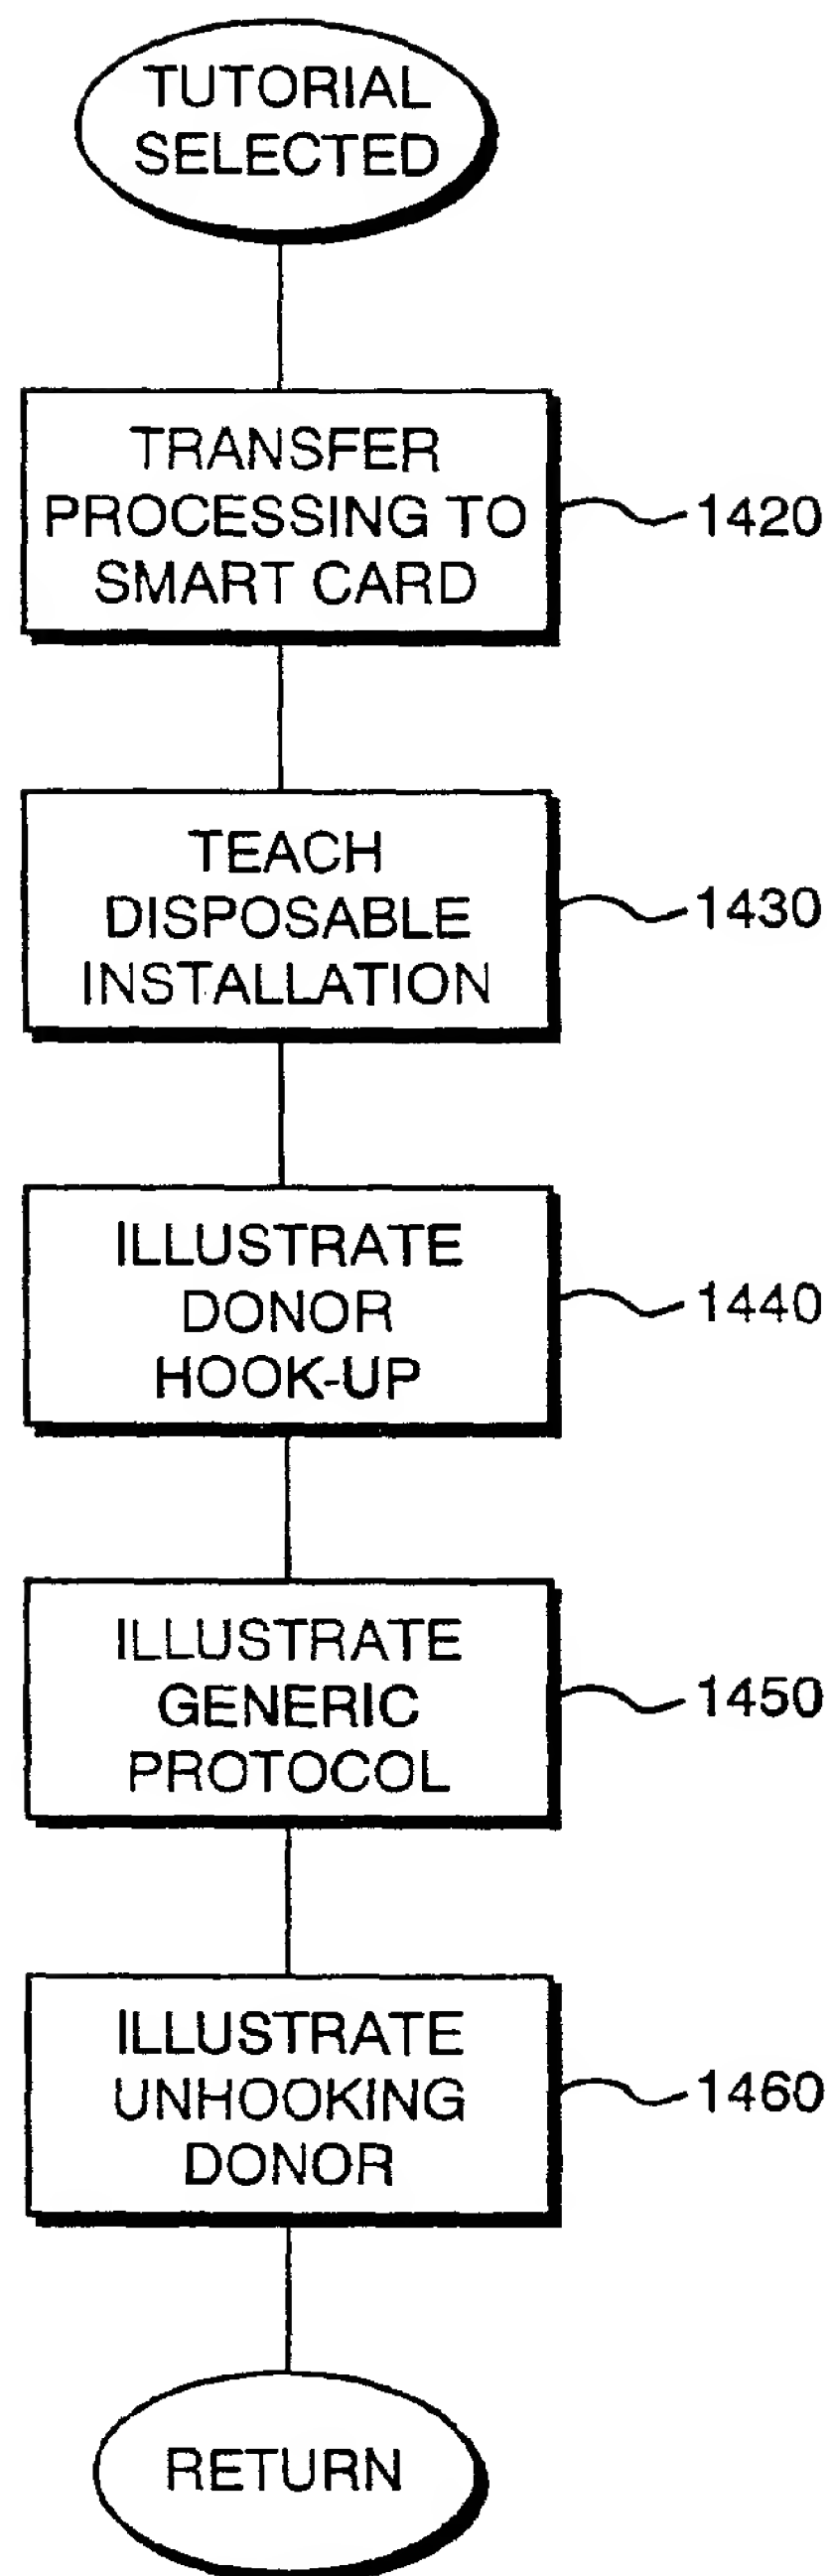 TUTORIAL
SELECTED
TRANSFER
PROCESSING TO
SMART CARD
1420
TEACH
DISPOSABLE
INSTALLATION
1430
ILLUSTRATE
DONOR
HOOK-UP
1440
ILLUSTRATE
GENERIC
PROTOCOL
1450
ILLUSTRATE
UNHOOKING
DONOR
1460
RETURN